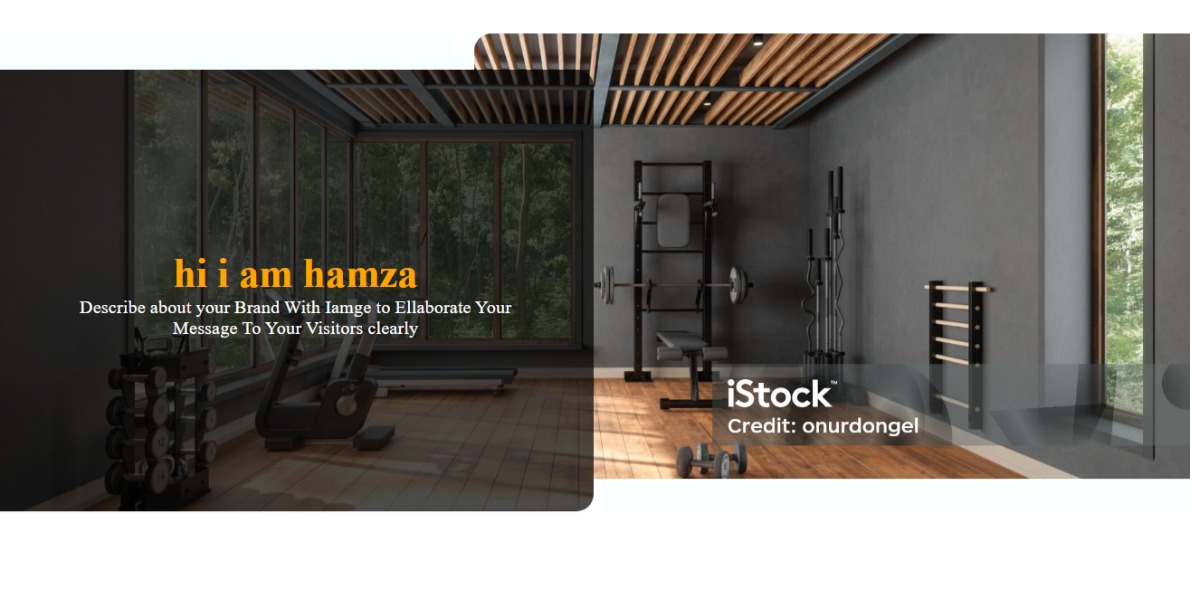 hi i am hamza
Describe about your Brand With Iamge to Ellaborate Your
Message To Your Visitors clearly
iStock™
Credit: onurdongel